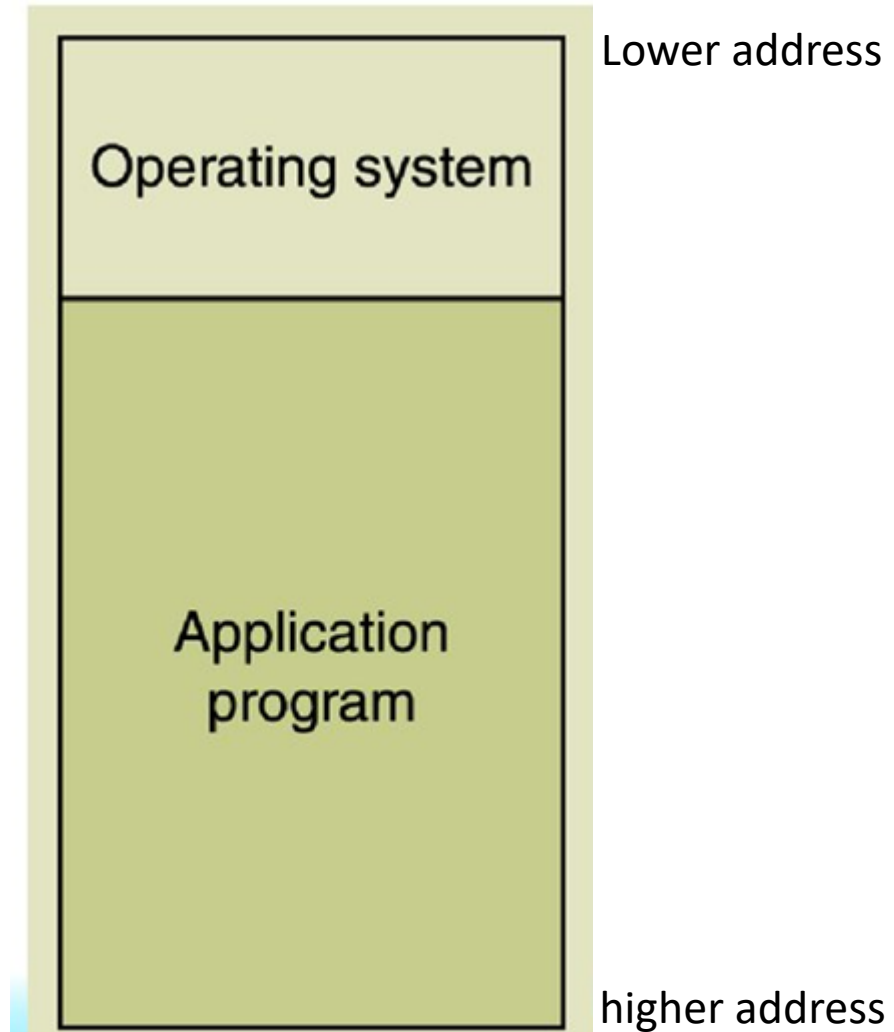 Lower address
Operating system
Application
program
higher address